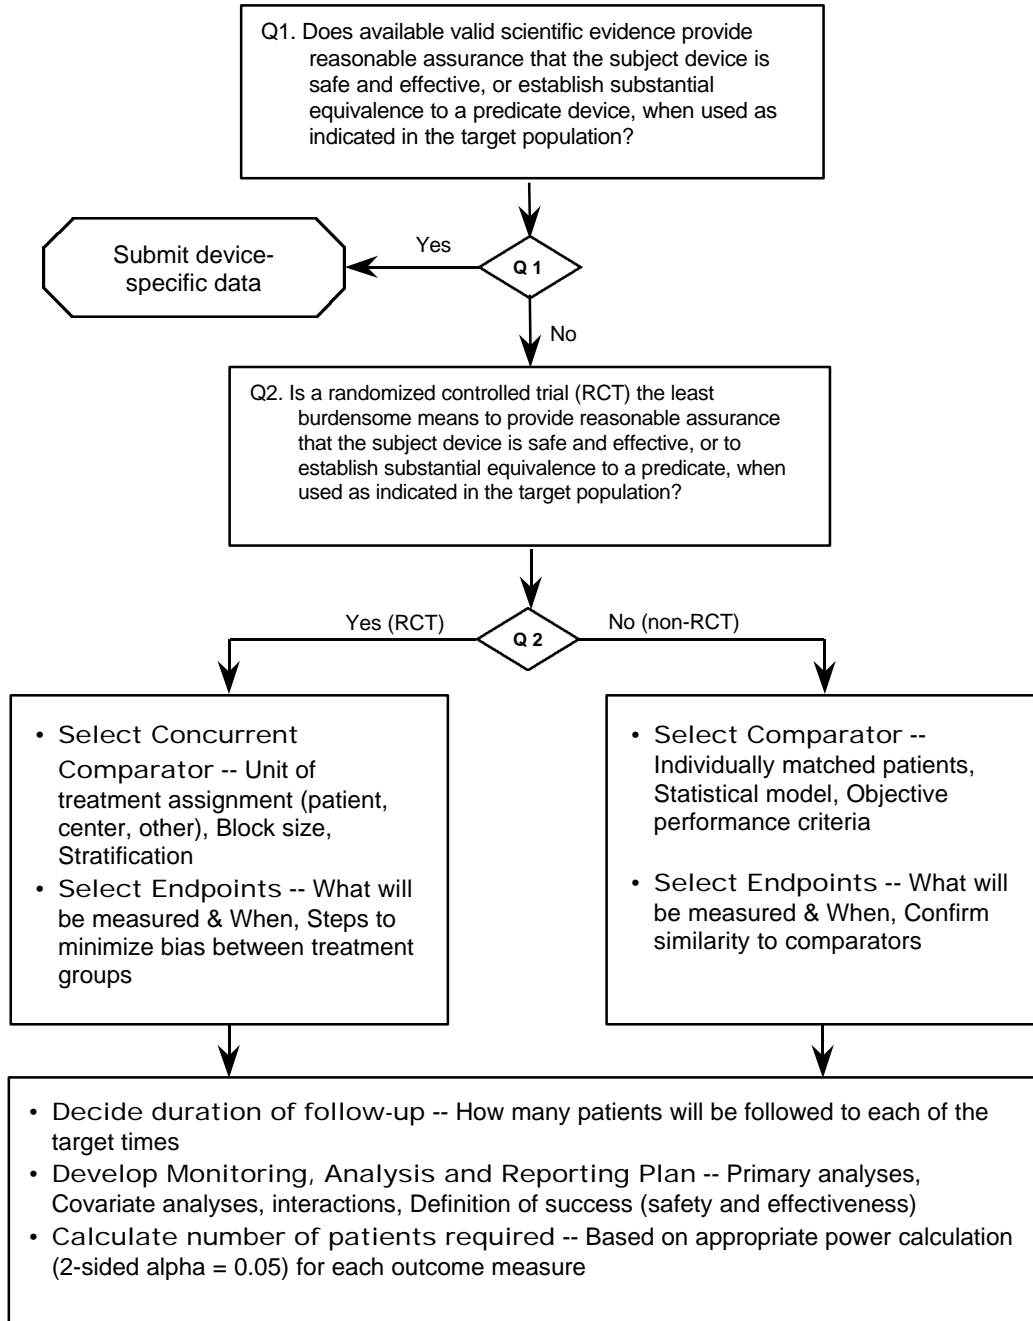 Q1. Does available valid scientific evidence provide
reasonable assurance that the subject device is
safe and effective, or establish substantial
equivalence to a predicate device, when used as
indicated in the target population?
Yes
Q 1
Submit device-
specific data
No
Q2. Is a randomized controlled trial (RCT) the least
burdensome means to provide reasonable assurance
that the subject device is safe and effective, or to
establish substantial equivalence to a predicate, when
used as indicated in the target population?
Yes (RCT)
Q 2
No (non-RCT)
• Select Concurrent
Comparator -- Unit of
treatment assignment (patient,
center, other), Block size,
Stratification
• Select Endpoints -- What will
be measured & When, Steps to
minimize bias between treatment
groups
• Select Comparator --
Individually matched patients,
Statistical model, Objective
performance criteria
• Select Endpoints -- What will
be measured & When, Confirm
similarity to comparators
• Decide duration of follow-up -- How many patients will be followed to each of the
target times
• Develop Monitoring, Analysis and Reporting Plan -- Primary analyses,
Covariate analyses, interactions, Definition of success (safety and effectiveness)
• Calculate number of patients required -- Based on appropriate power calculation
(2-sided alpha = 0.05) for each outcome measure